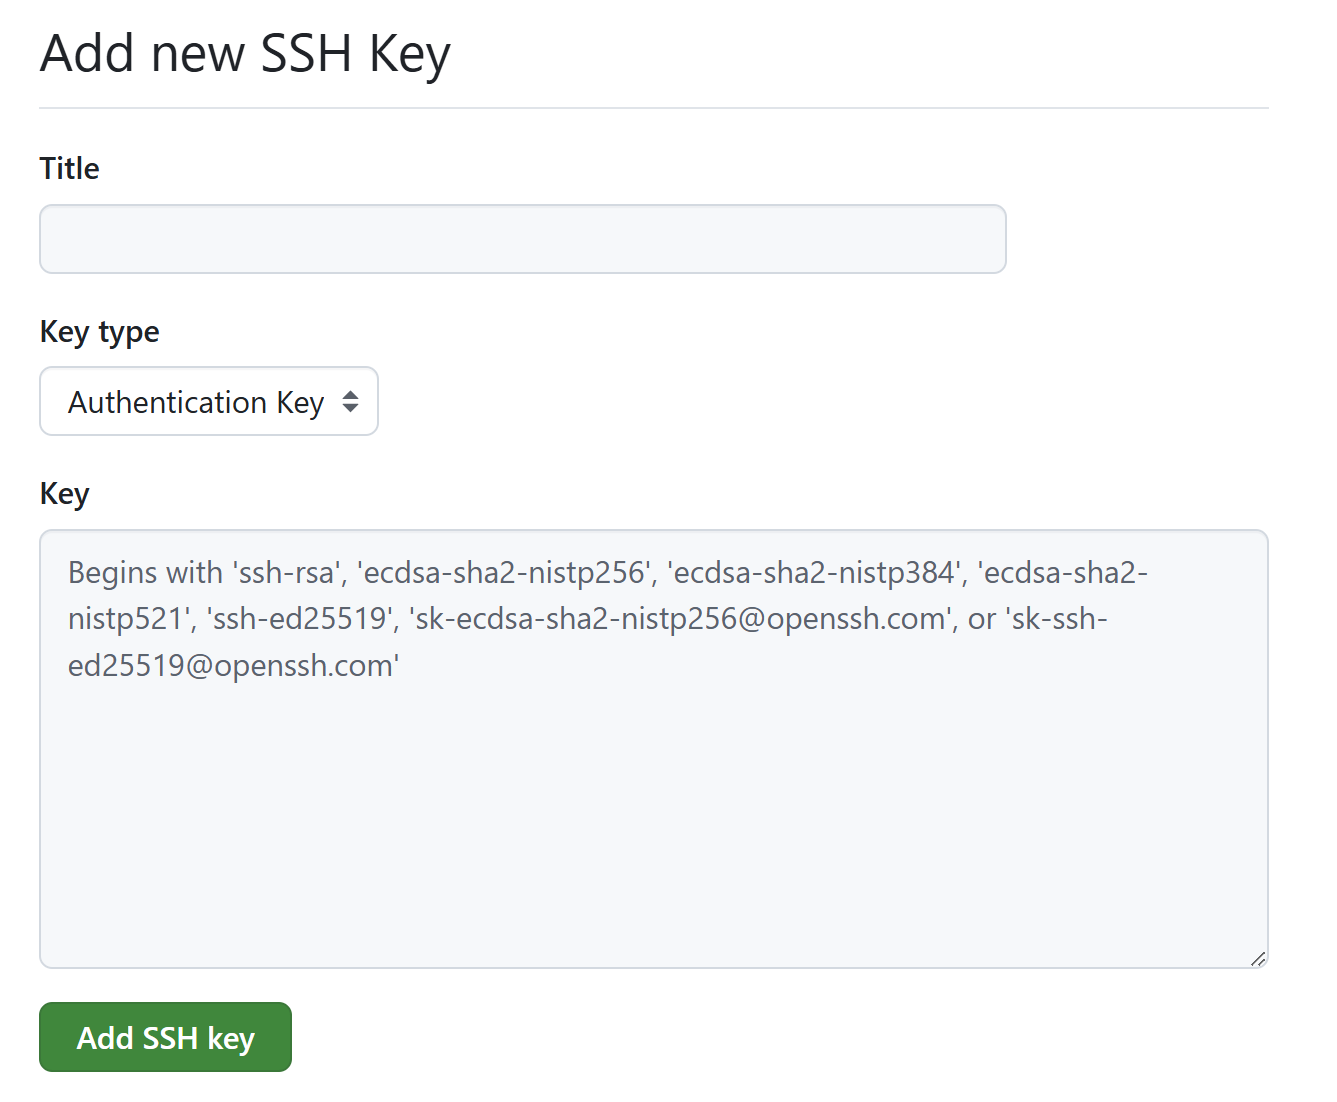 Add new SSH Key
Title
Key type
Authentication Key
Key
Begins with 'ssh-rsa', 'ecdsa-sha2-nistp256', 'ecdsa-sha2-nistp384', 'ecdsa-sha2-
nistp521', 'ssh-ed25519', 'sk-ecdsa-sha2-nistp256@openssh.com', or 'sk-ssh-
ed25519@openssh.com'
Add SSH key